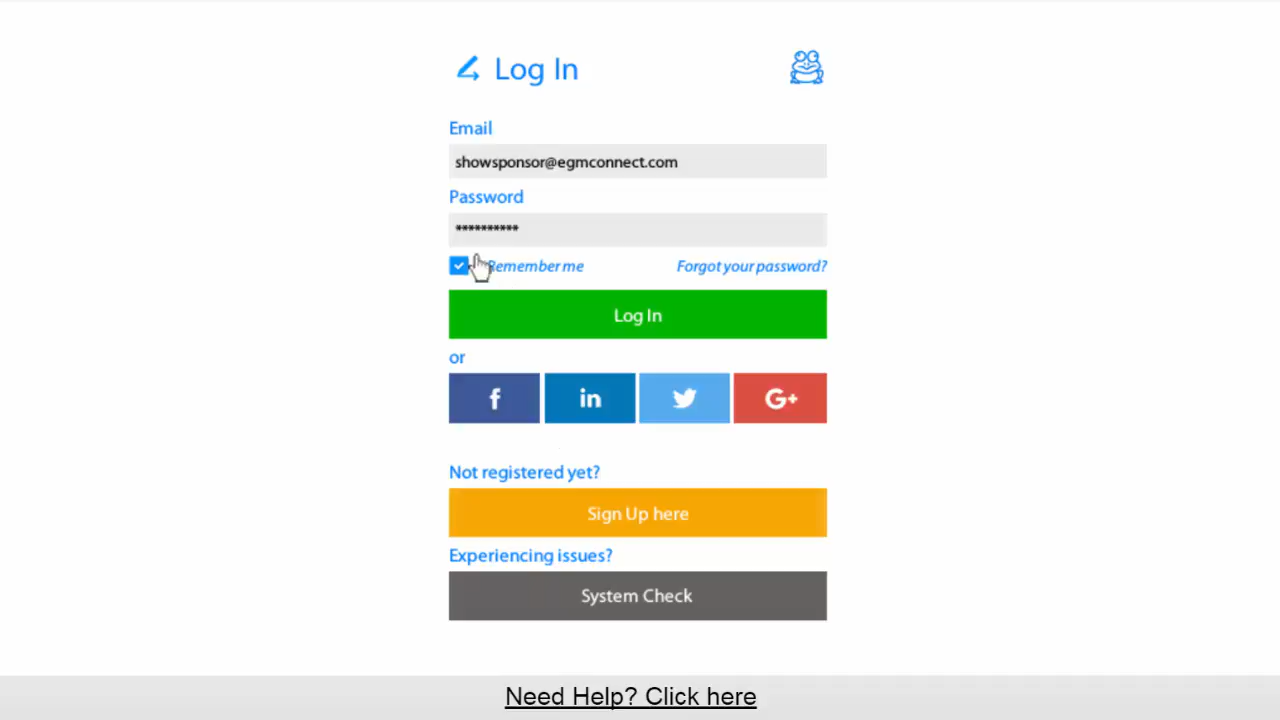 Log In
Email
showsponsor@egmconnect.com
Password
**********
Remember me
Forgot your password?
Log In
or
f in G+
Not registered yet?
Sign Up here
Experiencing issues?
System Check
Need Help? Click here